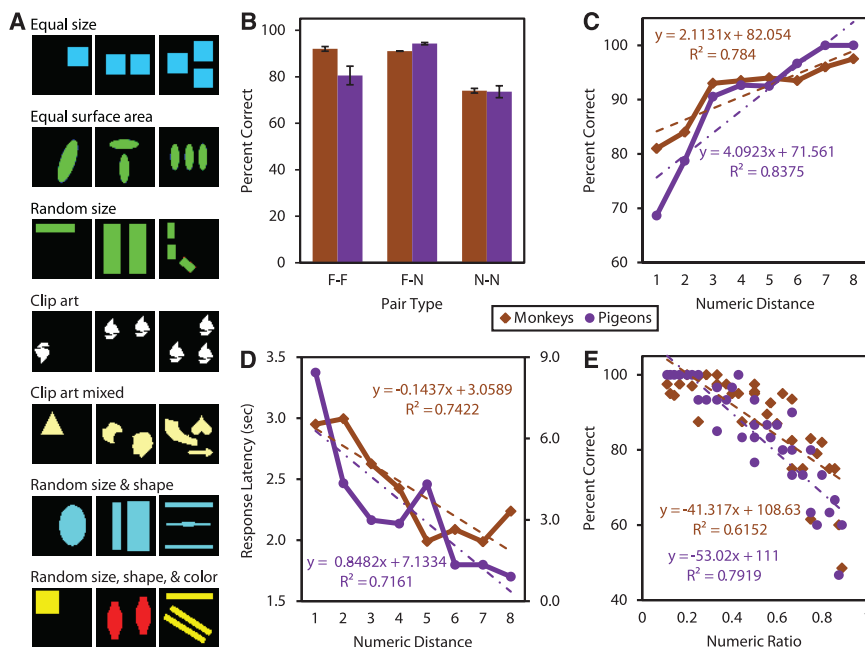 A
Equal size
Equal surface area
Random size
Clip art
Clip art mixed
Random size & shape
Random size, shape, & color
B
Percent Correct
100
80
60
40
20
0
F-F
F-N
N-N
Pair Type
C
Percent Correct
100
90
80
70
60
y = 2.1131x + 82.054
R² = 0.784
y = 4.0923x + 71.561
R² = 0.8375
1 2 3 4 5 6 7 8
Numeric Distance
Monkeys Pigeons
D
Response Latency (sec)
3.5
3.0
2.5
2.0
1.5
9.0
6.0
3.0
0.0
y = -0.1437x + 3.0589
R² = 0.7422
y = 0.8482x + 7.1334
R² = 0.7161
1 2 3 4 5 6 7 8
Numeric Distance
E
Percent Correct
100
80
60
40
y = -41.317x + 108.63
R² = 0.6152
y = -53.02x + 111
R² = 0.7919
0 0.2 0.4 0.6 0.8
Numeric Ratio